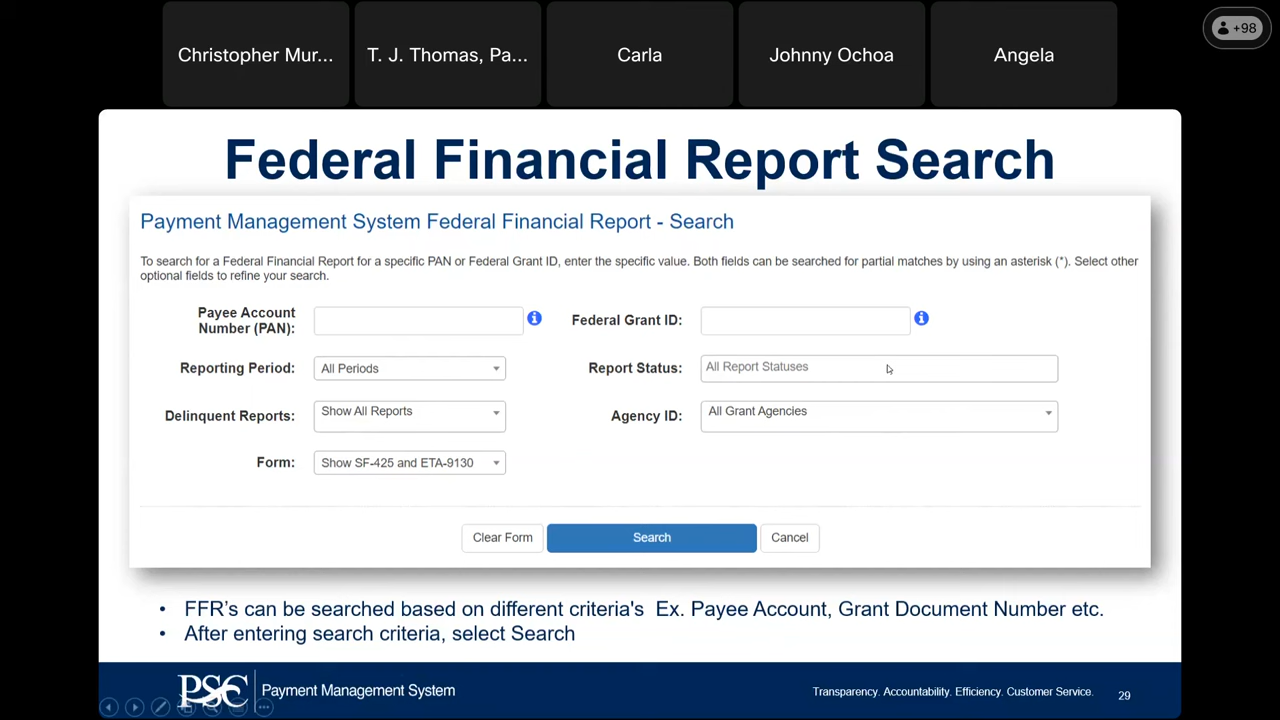 Christopher Mur...
T. J. Thomas, Pa...
Carla
Johnny Ochoa
Angela
+98
Federal Financial Report Search
Payment Management System Federal Financial Report - Search
To search for a Federal Financial Report for a specific PAN or Federal Grant ID, enter the specific value. Both fields can be searched for partial matches by using an asterisk (*). Select other
optional fields to refine your search.
Payee Account
Number (PAN):
Federal Grant ID:
Reporting Period: All Periods
Report Status: All Report Statuses
Delinquent Reports: Show All Reports
Agency ID: All Grant Agencies
Form: Show SF-425 and ETA-9130
Clear Form
Search
Cancel
• FFR's can be searched based on different criteria's Ex. Payee Account, Grant Document Number etc.
• After entering search criteria, select Search
PSC Payment Management System
Transparency. Accountability. Efficiency. Customer Service.
29